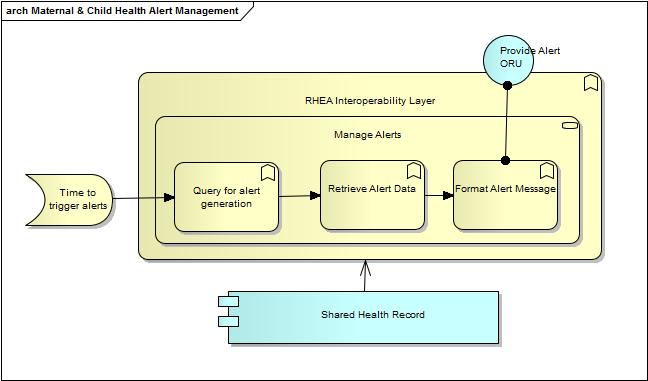 arch Maternal & Child Health Alert Management
Provide Alert
ORU
RHEA Interoperability Layer
Manage Alerts
Time to
trigger alerts
Query for alert
generation
Retrieve Alert Data
Format Alert Message
Shared Health Record